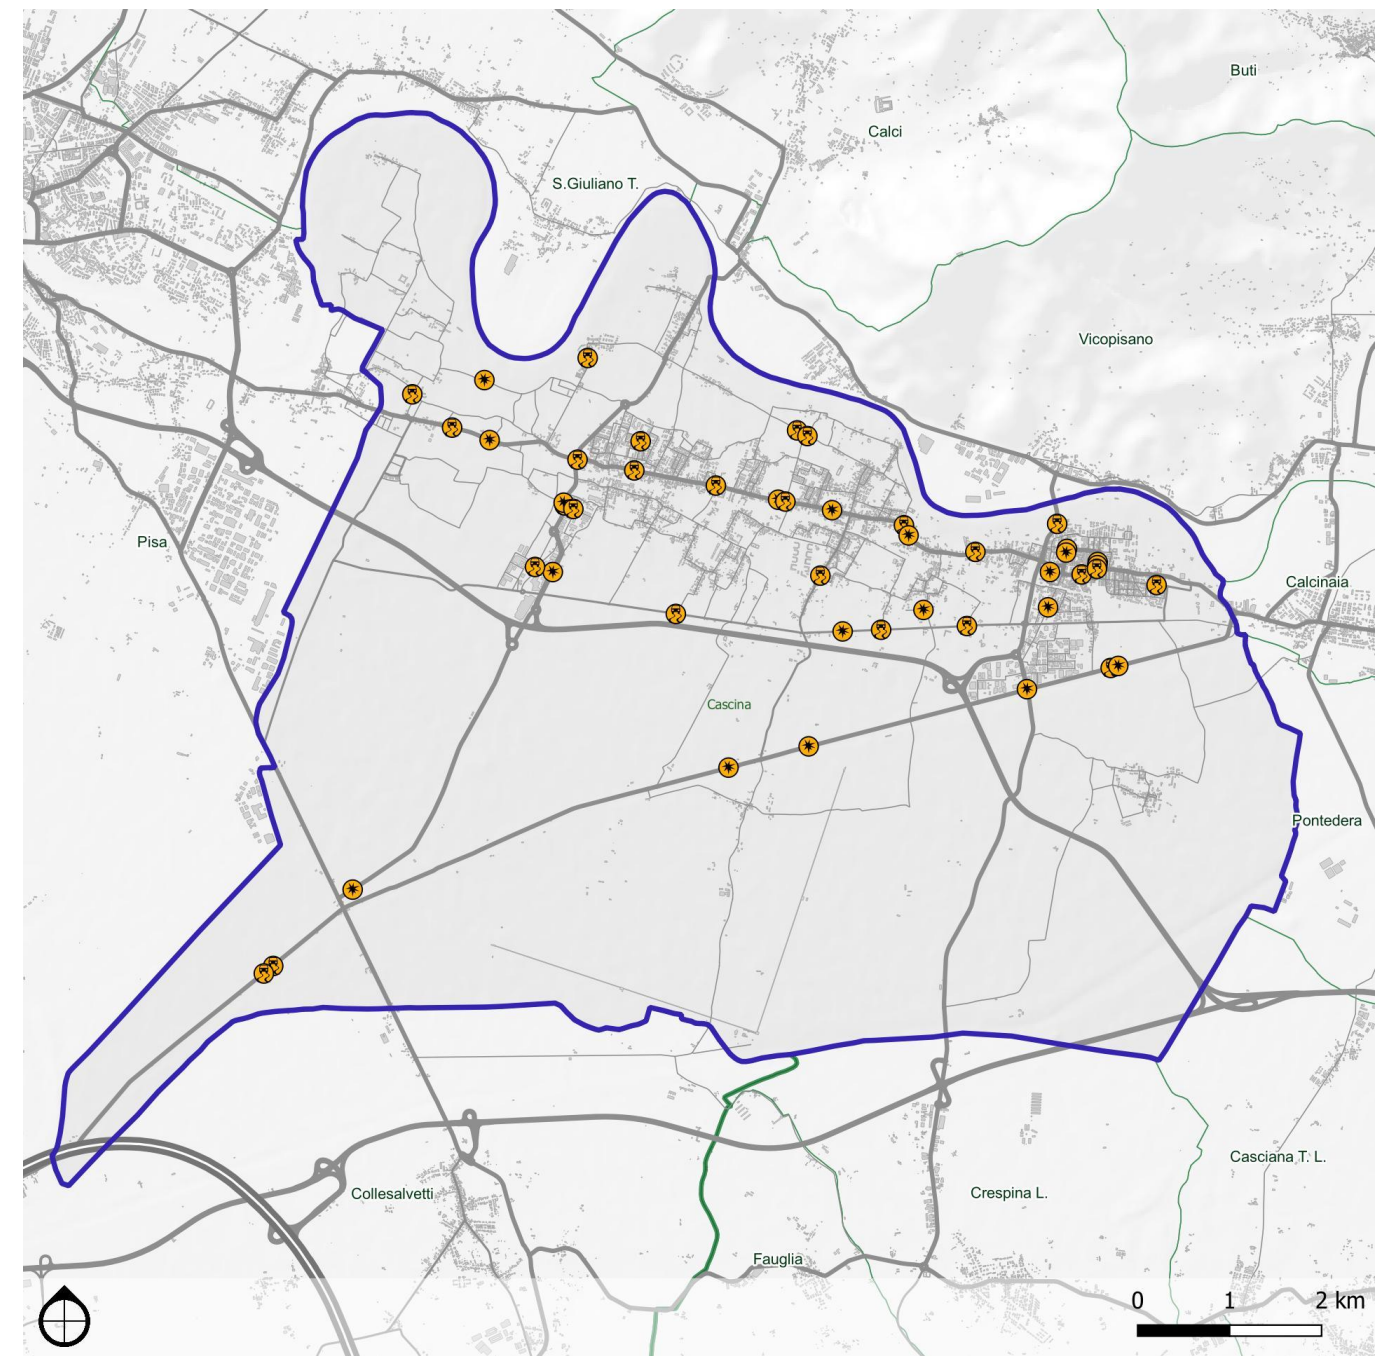 Buti
Calci
S.Giuliano T.
Vicopisano
Pisa
Calcinaia
Cascina
Pontedera
Casciana T. L.
Collesalvetti
Crespina L.
Fauglia
0 1 2 km